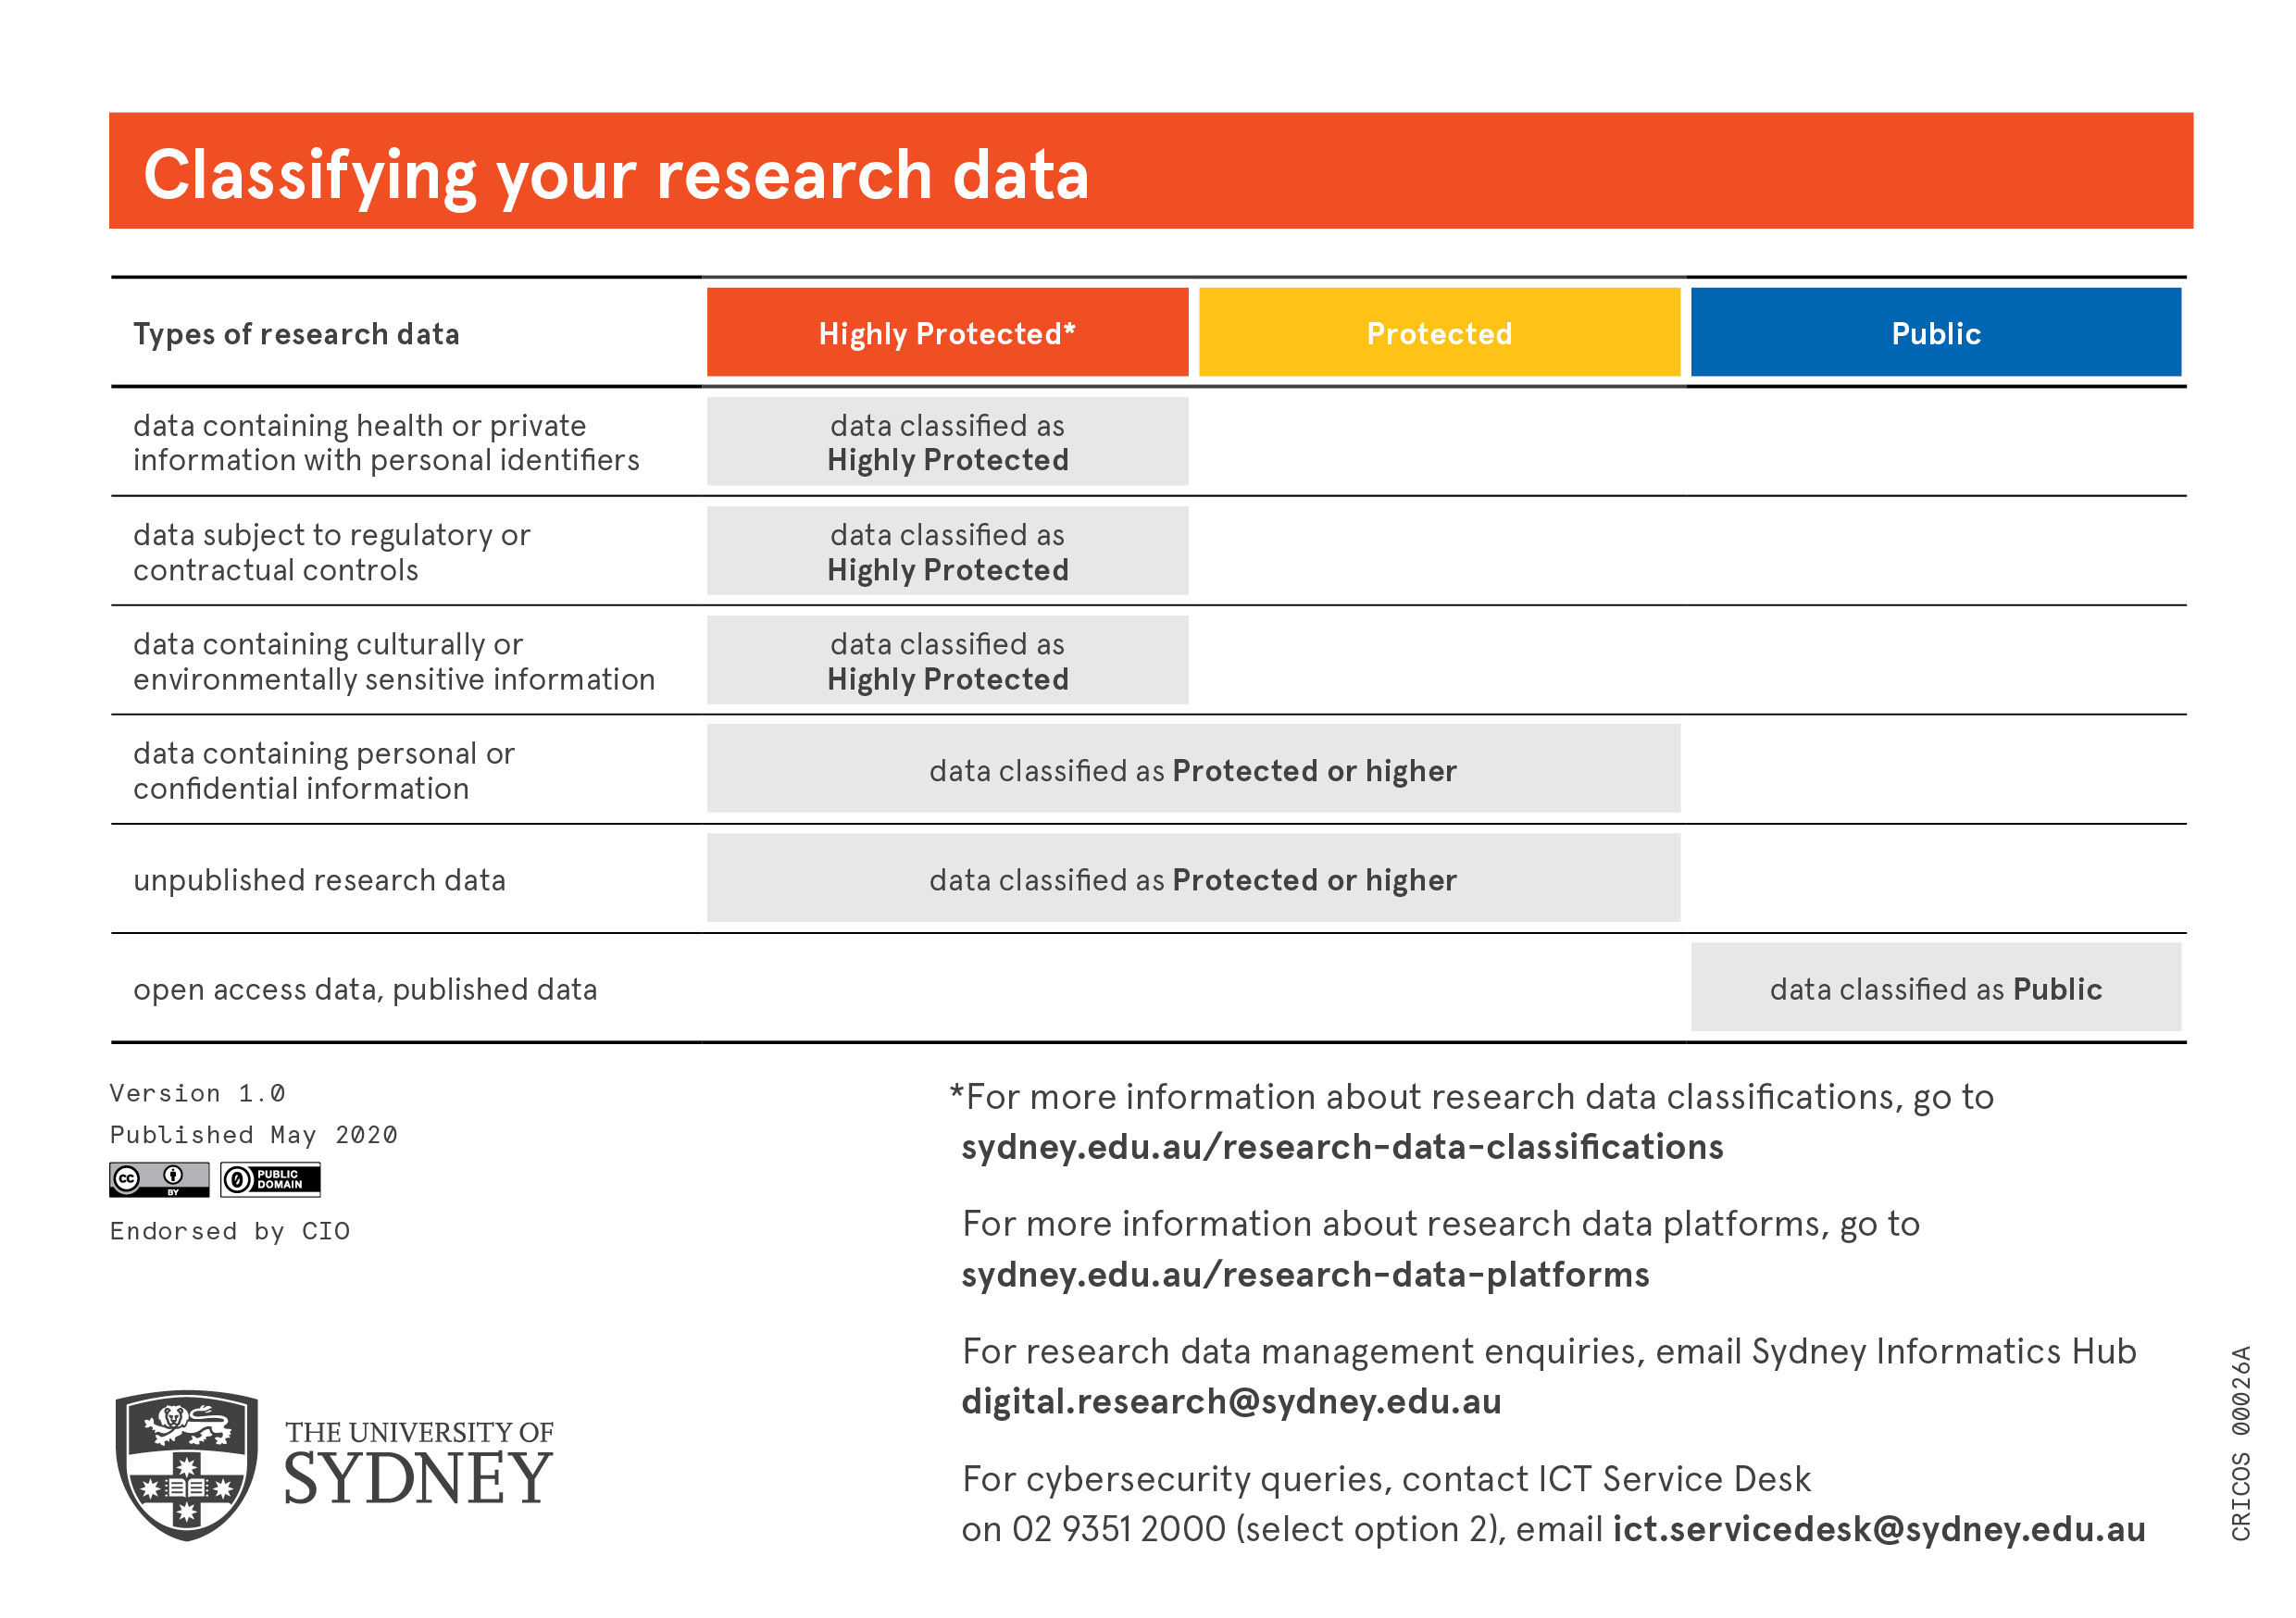 Classifying your research data
Types of research data
Highly Protected*
Protected
Public
data containing health or private
information with personal identifiers
data classified as
Highly Protected
data subject to regulatory or
contractual controls
data classified as
Highly Protected
data containing culturally or
environmentally sensitive information
data classified as
Highly Protected
data containing personal or
confidential information
data classified as Protected or higher
unpublished research data
data classified as Protected or higher
open access data, published data
data classified as Public
Version 1.0
Published May 2020
cc BY
0 PUBLIC
DOMAIN
Endorsed by CIO
THE UNIVERSITY OF
SYDNEY
*For more information about research data classifications, go to
sydney.edu.au/research-data-classifications
For more information about research data platforms, go to
sydney.edu.au/research-data-platforms
For research data management enquiries, email Sydney Informatics Hub
digital.research@sydney.edu.au
For cybersecurity queries, contact ICT Service Desk
on 02 9351 2000 (select option 2), email ict.servicedesk@sydney.edu.au
CRICOS 00026A